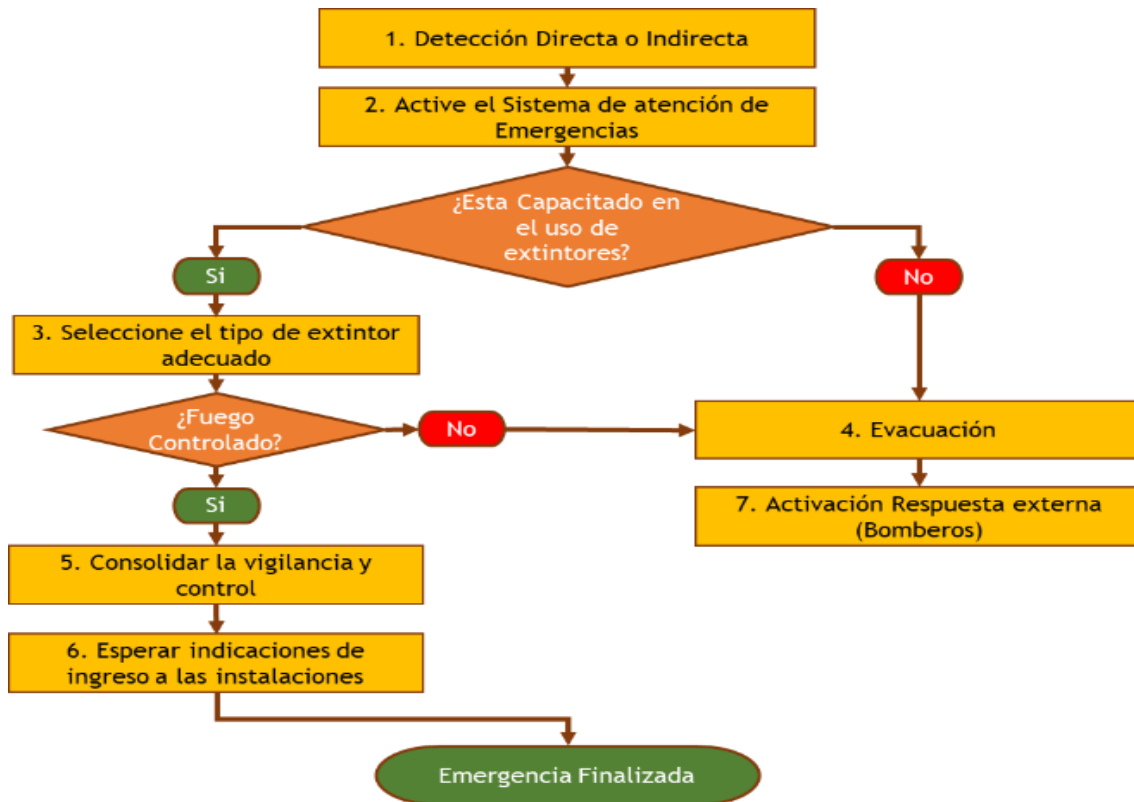 1. Detección Directa o Indirecta
2. Active el Sistema de atención de
Emergencias
¿Esta Capacitado en
el uso de
extintores?
Si
No
3. Seleccione el tipo de extintor
adecuado
¿Fuego
Controlado?
No
4. Evacuación
Si
7. Activación Respuesta externa
(Bomberos)
5. Consolidar la vigilancia y
control
6. Esperar indicaciones de
ingreso a las instalaciones
Emergencia Finalizada